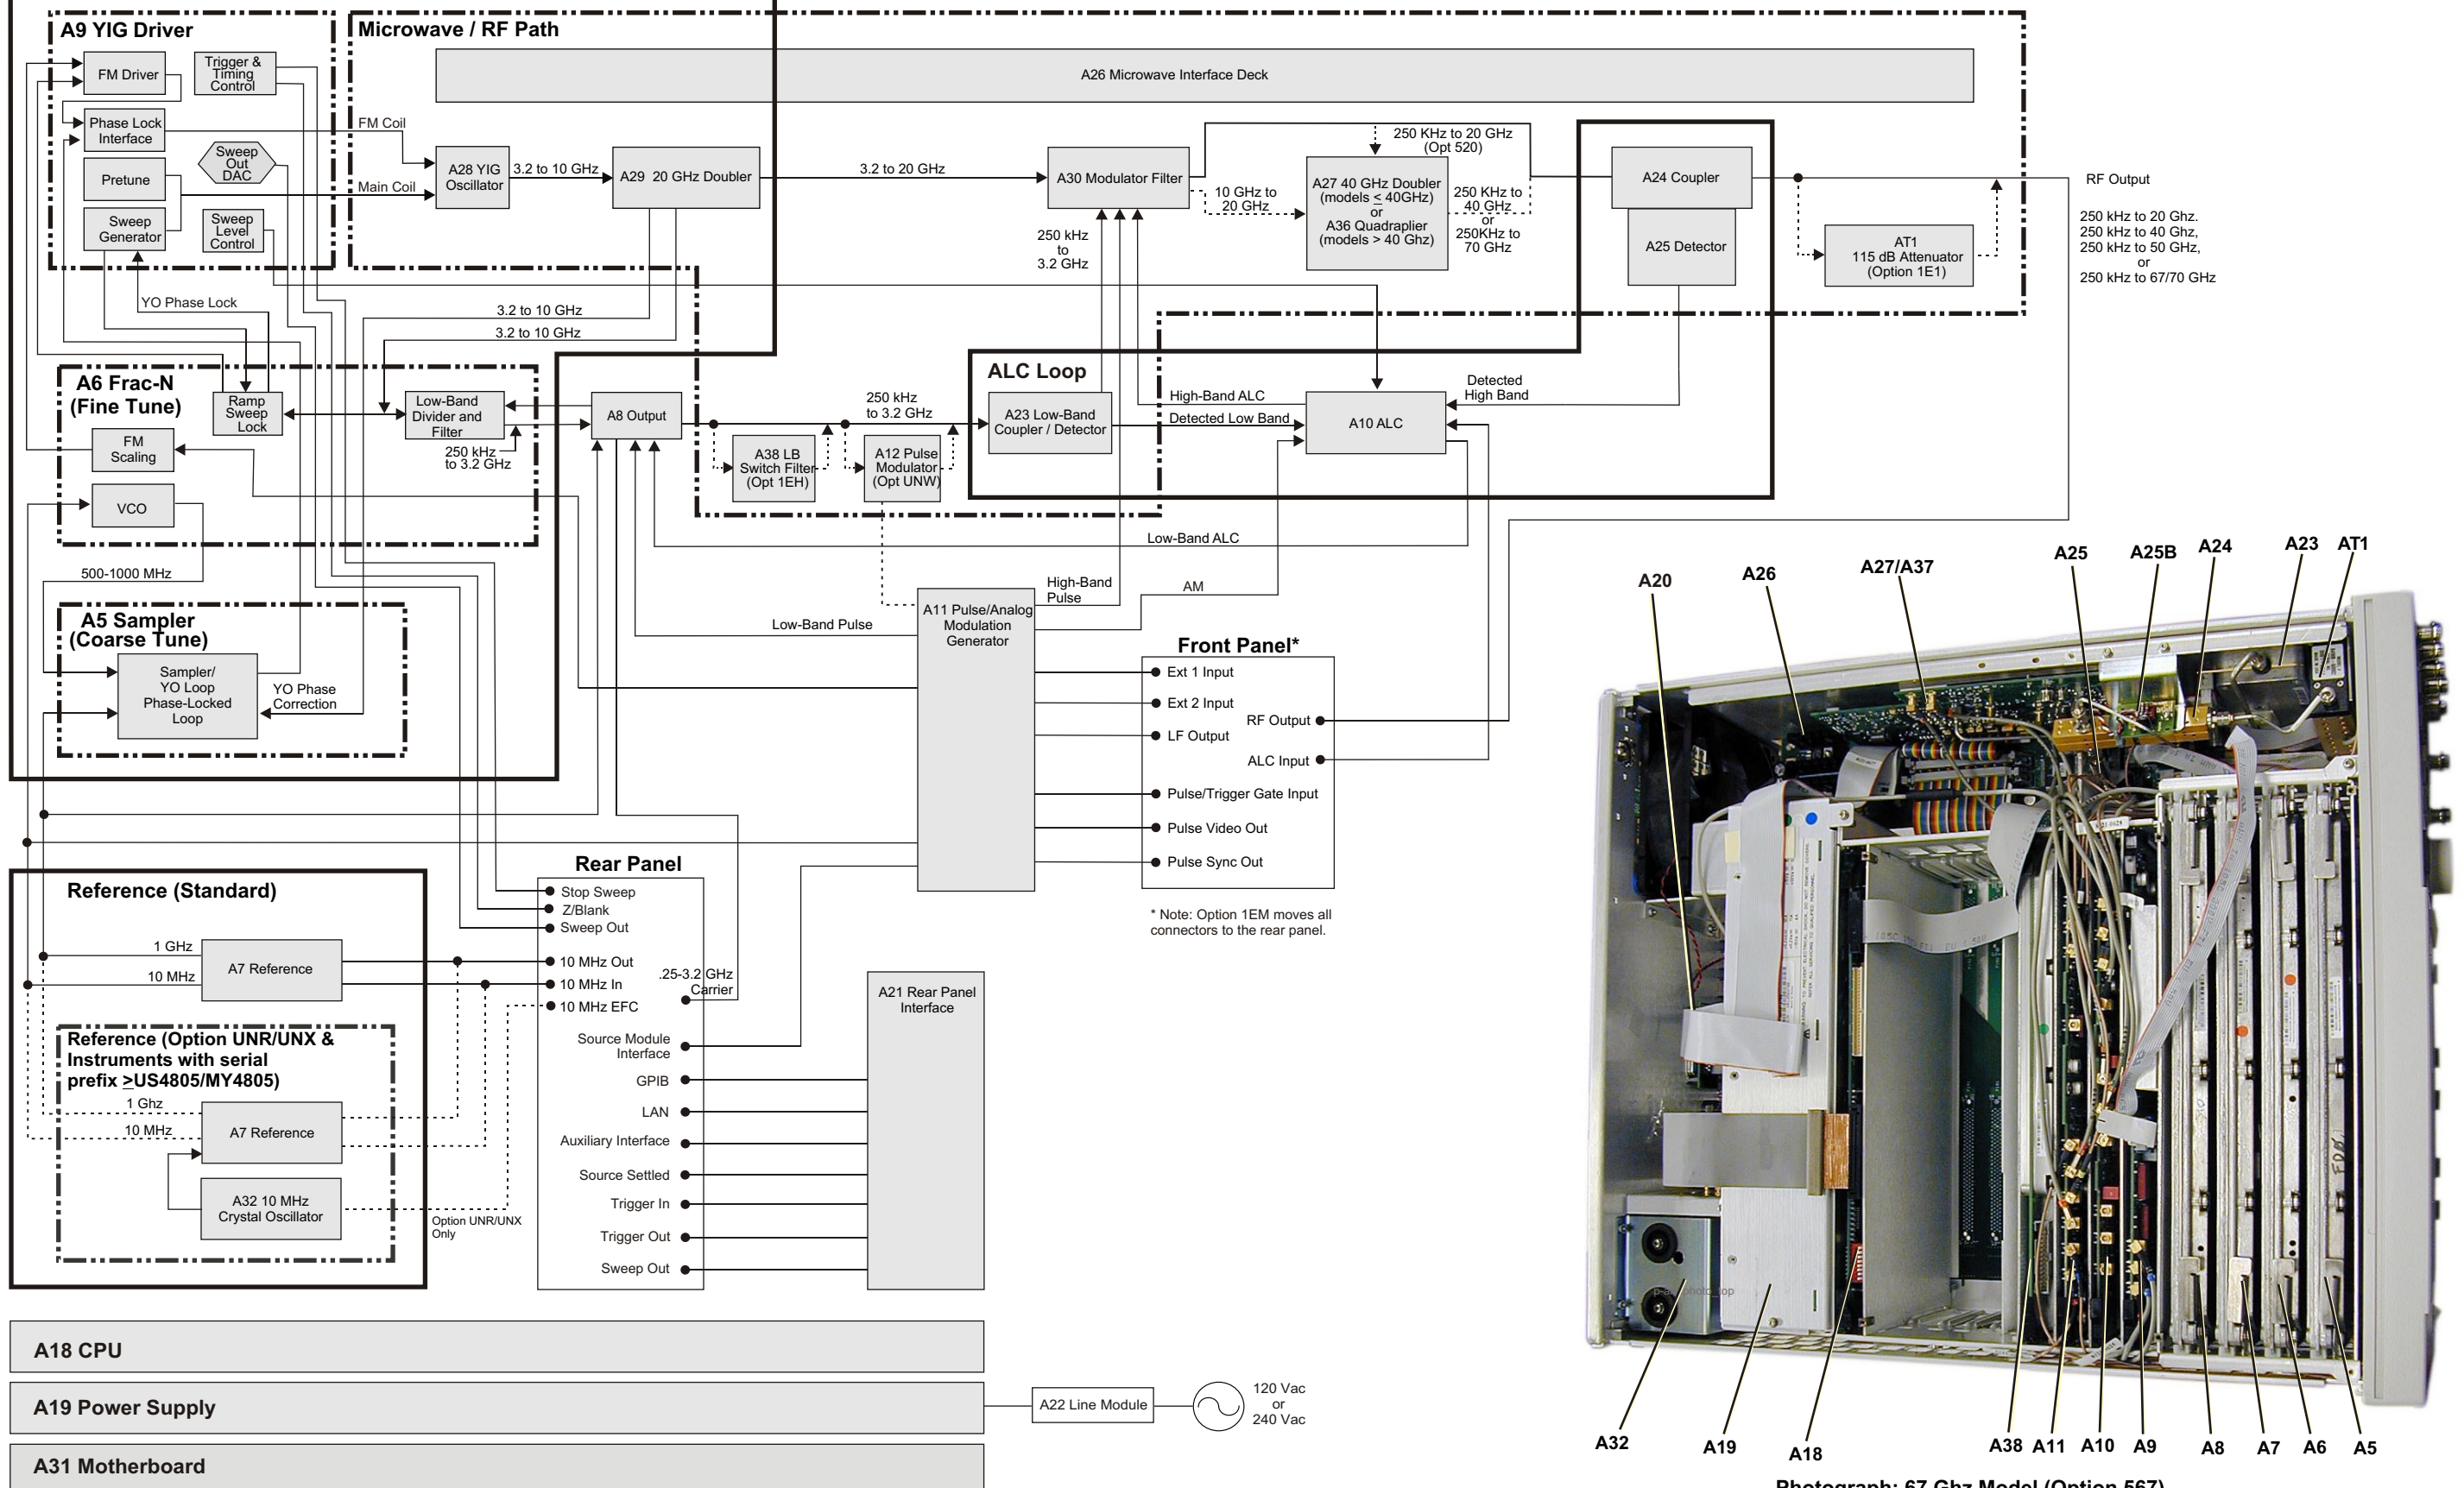 A9 YIG Driver
Microwave / RF Path
FM Driver
Trigger &
Timing
Control
A26 Microwave Interface Deck
Phase Lock
Interface
FM Coil
Sweep
Out
DAC
Pretune
Main Coil
Sweep
Generator
Sweep
Level
Control
A28 YIG
Oscillator
3.2 to 10 GHz
A29 20 GHz Doubler
3.2 to 20 GHz
A30 Modulator Filter
250 KHz to 20 GHz
(Opt 520)
10 GHz to
20 GHz
A27 40 GHz Doubler
(models < 40GHz)
or
A36 Quadraplier
(models > 40 Ghz)
250 KHz to
40 GHz
or
250KHz to
70 GHz
A24 Coupler
A25 Detector
AT1
115 dB Attenuator
(Option 1E1)
RF Output
250 kHz to 20 Ghz.
250 kHz to 40 Ghz,
250 kHz to 50 GHz,
or
250 kHz to 67/70 GHz
250 kHz
to
3.2 GHz
YO Phase Lock
3.2 to 10 GHz
3.2 to 10 GHz
A6 Frac-N
(Fine Tune)
Ramp
Sweep
Lock
Low-Band
Divider and
Filter
250 kHz
to 3.2 GHz
FM
Scaling
VCO
A8 Output
250 kHz
to 3.2 GHz
A38 LB
Switch Filter
(Opt 1EH)
A12 Pulse
Modulator
(Opt UNW)
ALC Loop
A23 Low-Band
Coupler / Detector
High-Band ALC
Detected Low Band
A10 ALC
Detected
High Band
Low-Band ALC
500-1000 MHz
A5 Sampler
(Coarse Tune)
Sampler/
YO Loop
Phase-Locked
Loop
YO Phase
Correction
Low-Band Pulse
A11 Pulse/Analog
Modulation
Generator
High-Band
Pulse
AM
Front Panel*
Ext 1 Input
Ext 2 Input
RF Output
LF Output
ALC Input
Pulse/Trigger Gate Input
Pulse Video Out
Pulse Sync Out
* Note: Option 1EM moves all
connectors to the rear panel.
Reference (Standard)
1 GHz
10 MHz
A7 Reference
Reference (Option UNR/UNX &
Instruments with serial
prefix >US4805/MY4805)
1 Ghz
10 MHz
A7 Reference
A32 10 MHz
Crystal Oscillator
Option UNR/UNX
Only
Rear Panel
Stop Sweep
Z/Blank
Sweep Out
10 MHz Out
10 MHz In
10 MHz EFC
.25-3.2 GHz
Carrier
Source Module
Interface
GPIB
LAN
Auxiliary Interface
Source Settled
Trigger In
Trigger Out
Sweep Out
A21 Rear Panel
Interface
A18 CPU
A19 Power Supply
A22 Line Module
120 Vac
or
240 Vac
A31 Motherboard
A20
A26
A27/A37
A25
A25B
A24
A23
AT1
A32
A19
A18
A38
A11
A10
A9
A8
A7
A6
A5
Photograph: 67 Ghz Model (Option 567)